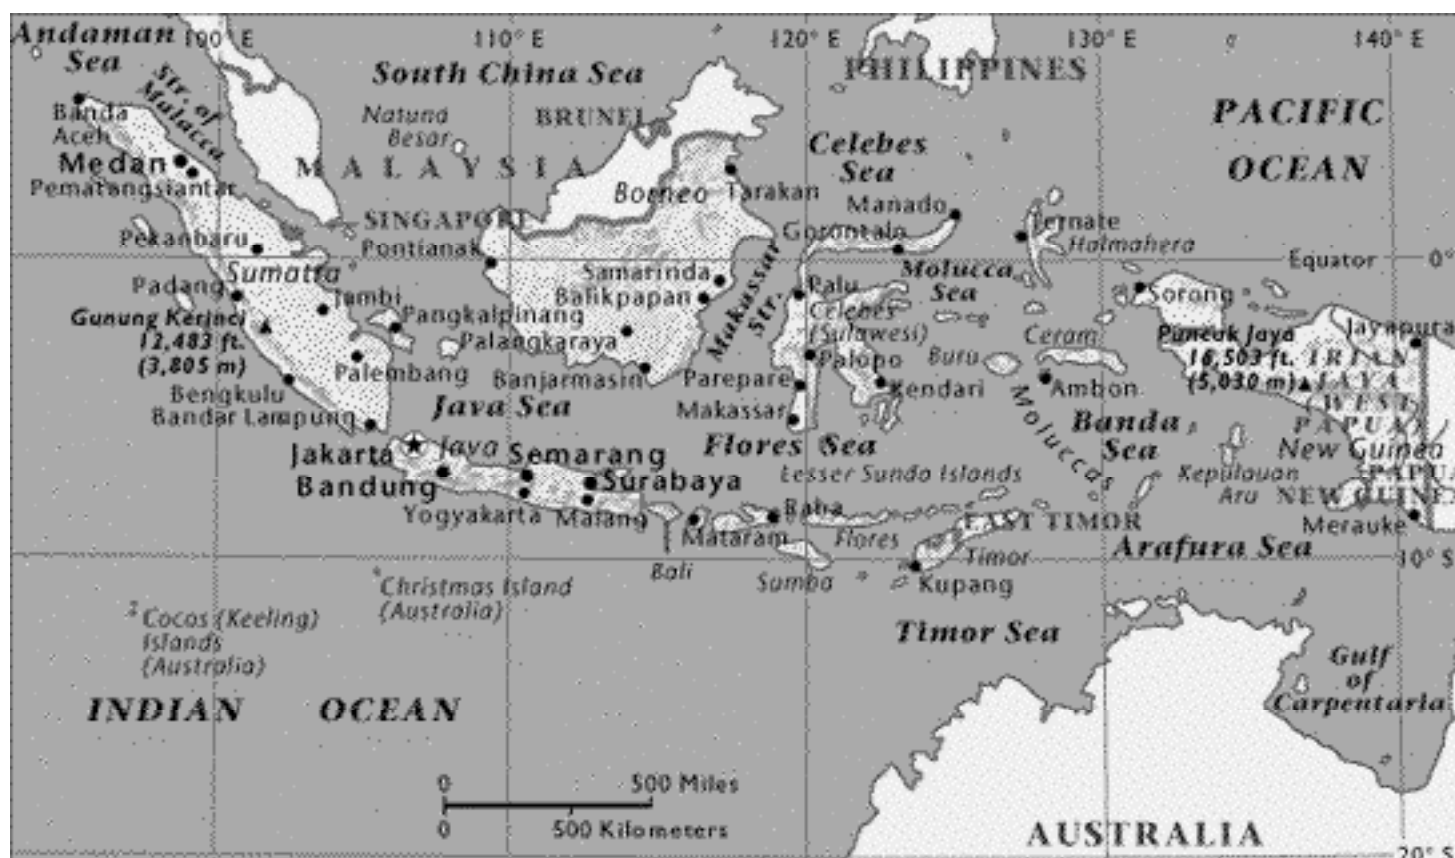 Andaman
Sea
100° E
110° E
120° E
130° E
140° E
South China Sea
PHILIPPINES
PACIFIC
OCEAN
Str. of
Malacca
Banda
Aceh
Medan
Pematangsiantar
Natuna
Besar
BRUNEI
MALAYSIA
Celebes
Sea
Borneo
Tarakan
Manado
SINGAPORE
Pekanbaru
Pontianak
Gorontalo
Ternate
Halmahera
Sumatra
Samarinda
Makassar
Str.
Molucca
Sea
Equator
0°
Padang
Jambi
Balikpapan
Palu
Sorong
Gunung Kerinci
12,483 ft.
(3,805 m)
Pangkalpinang
Palangkaraya
Celebes
(Sulawesi)
Ceram
Buru
Puncak Jaya
16,503 ft.
(5,030 m)
Jayapura
IRIAN
JAYA
(WEST
PAPUA)
Palembang
Banjarmasin
Palopo
Parepare
Kendari
Ambon
Bengkulu
Bandar Lampung
Java Sea
Makassar
Moluccas
Banda
Sea
Flores Sea
New Guinea
Jakarta
Java
Semarang
Bandung
Surabaya
Lesser Sunda Islands
Kepulauan
Aru
PAPUA
NEW GUINEA
Yogyakarta
Malang
Raba
EAST TIMOR
Merauke
Mataram
Flores
Timor
Arafura Sea
Bali
Sumba
Kupang
10° S
Christmas Island
(Australia)
Cocos (Keeling)
Islands
(Australia)
Timor Sea
Gulf
of
Carpentaria
INDIAN OCEAN
0 500 Miles
0 500 Kilometers
AUSTRALIA
20° S